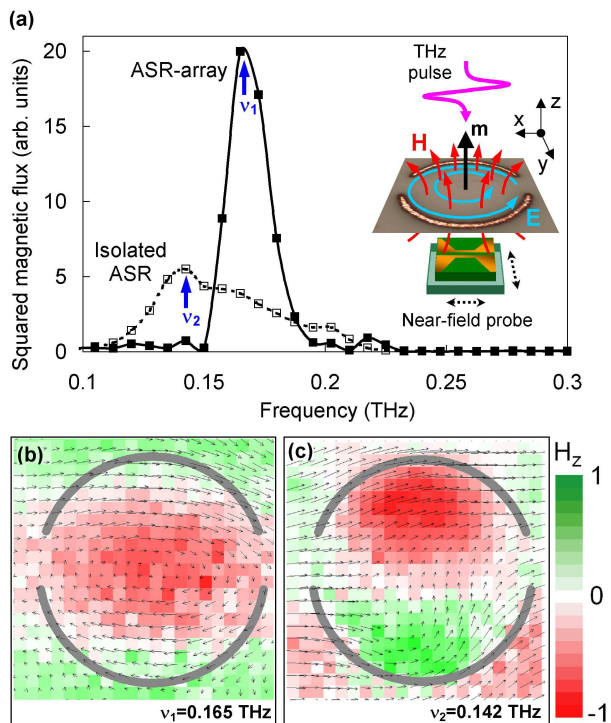 (a)
Squared magnetic flux (arb. units)
20
15
10
5
0
ASR-array
ν1
Isolated
ASR
ν2
THz
pulse
m
H
E
z
x
y
Near-field probe
0.1
0.15
0.2
0.25
0.3
Frequency (THz)
(b)
ν1=0.165 THz
(c)
ν2=0.142 THz
Hz
1
0
0
-1